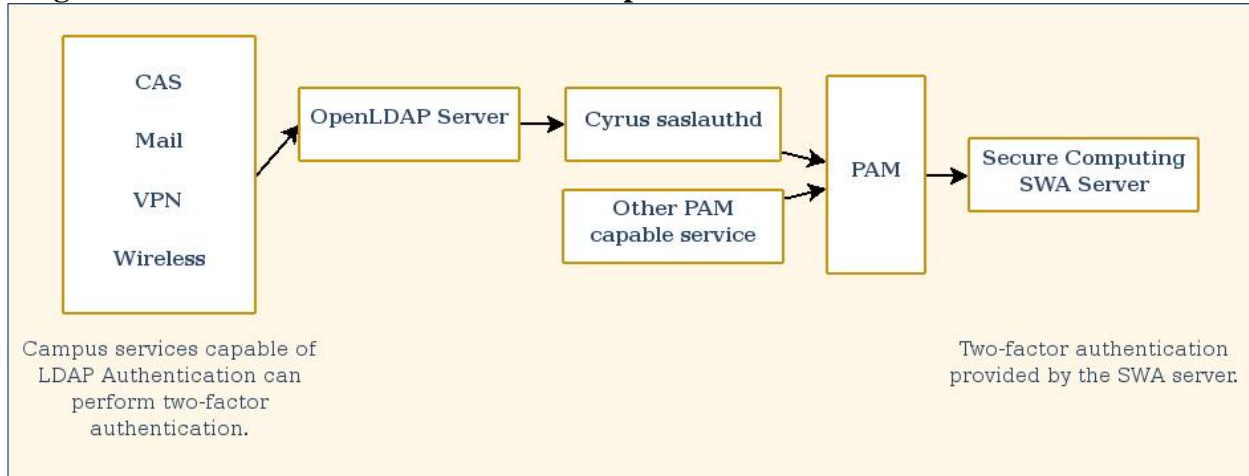 CAS
Mail
VPN
Wireless
OpenLDAP Server
Cyrus saslauthd
Other PAM
capable service
PAM
Secure Computing
SWA Server
Campus services capable of
LDAP Authentication can
perform two-factor
authentication.
Two-factor authentication
provided by the SWA server.